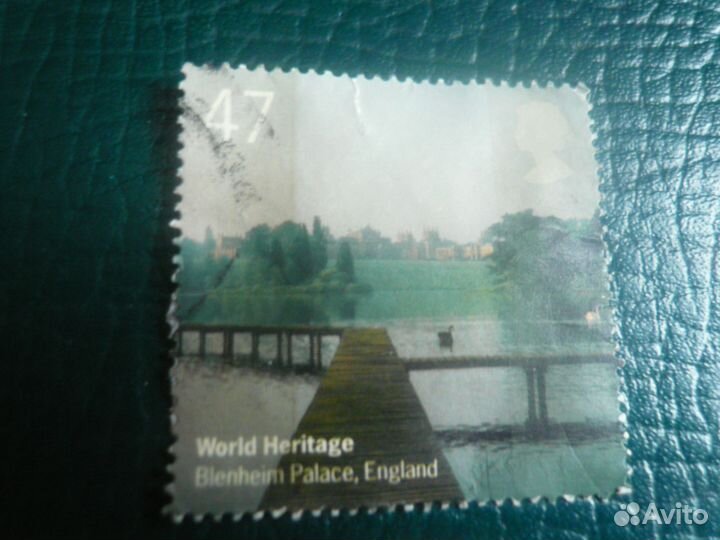 47
World Heritage
Blenheim Palace, England
Avito